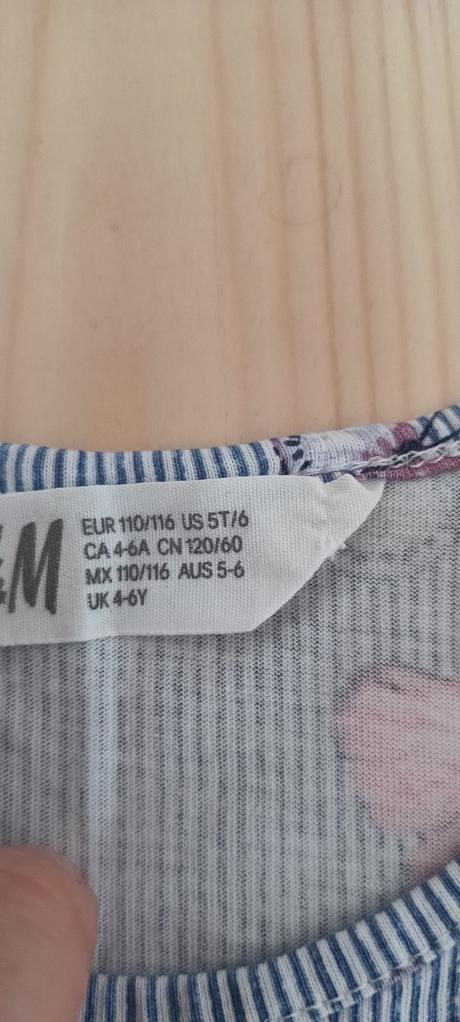 &M
EUR 110/116 US 5T/6
CA 4-6A CN 120/60
MX 110/116 AUS 5-6
UK 4-6Y